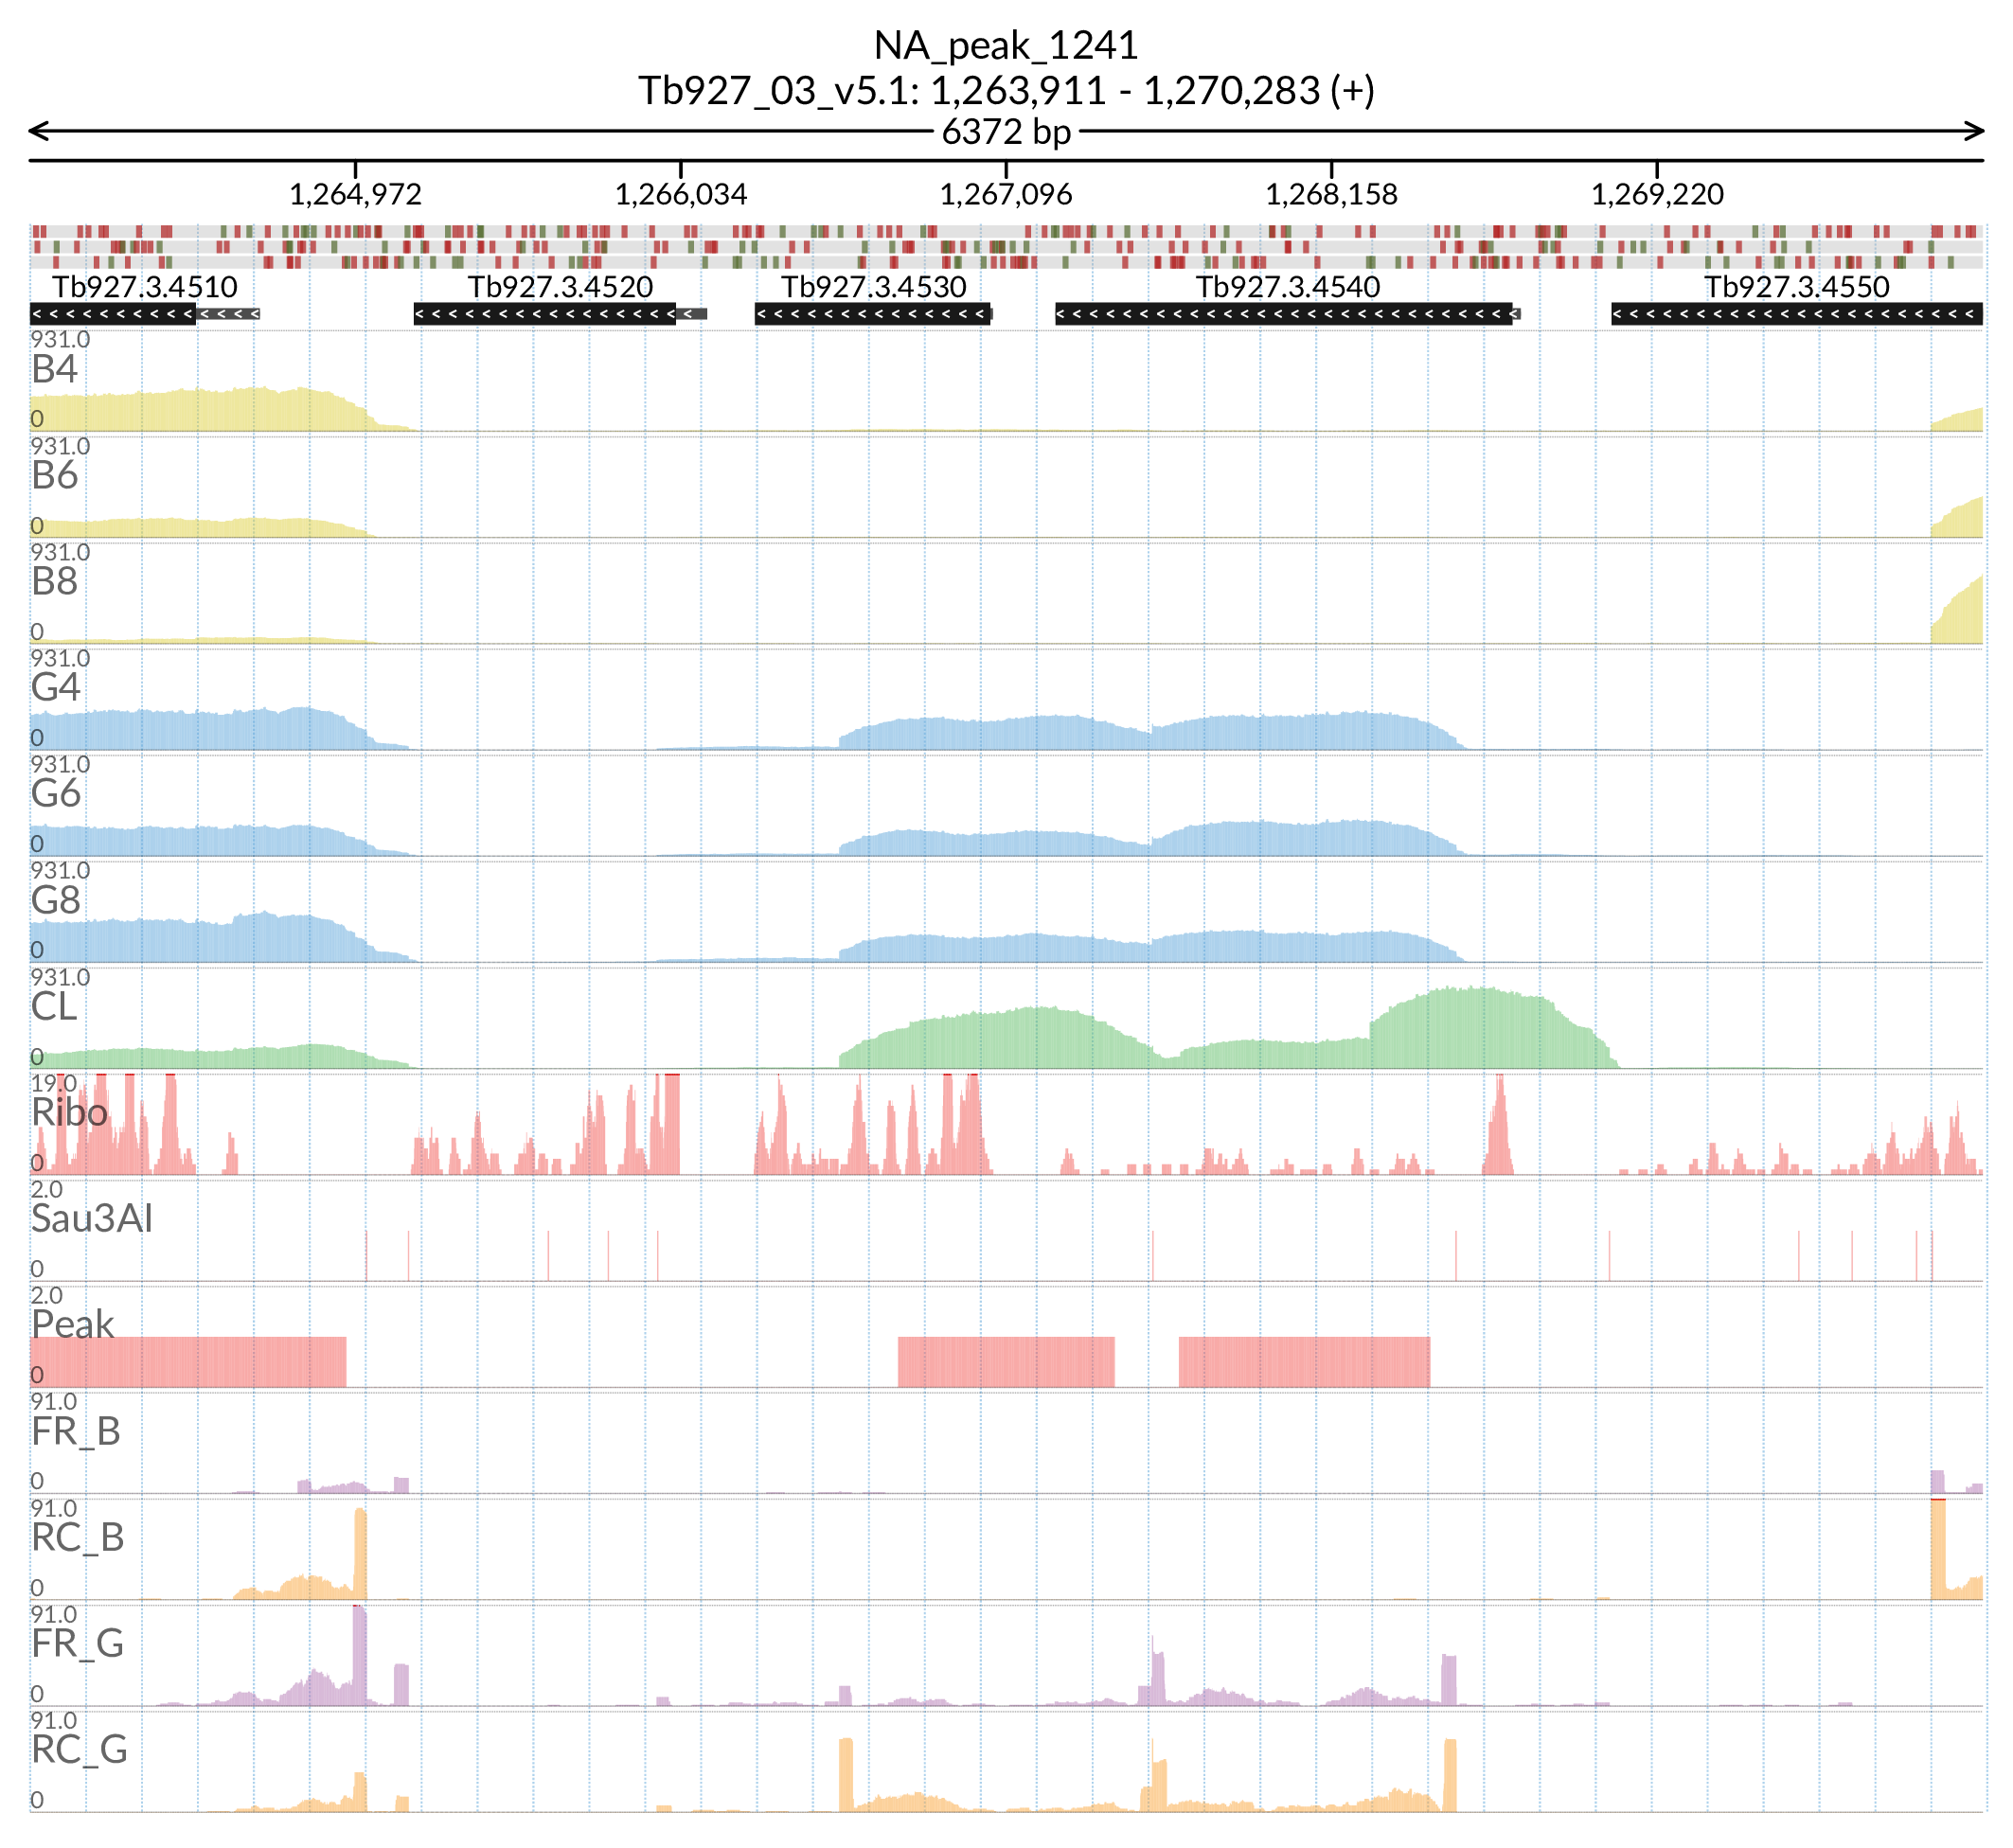 NA_peak_1241
Tb927_03_v5.1: 1,263,911 - 1,270,283 (+)
6372 bp
1,264,972 1,266,034 1,267,096 1,268,158 1,269,220
Tb927.3.4510 Tb927.3.4520 Tb927.3.4530 Tb927.3.4540 Tb927.3.4550
931.0
B4
0
931.0
B6
0
931.0
B8
0
931.0
G4
0
931.0
G6
0
931.0
G8
0
931.0
CL
0
19.0
Ribo
0
2.0
Sau3AI
0
2.0
Peak
0
91.0
FR_B
0
91.0
RC_B
0
91.0
FR_G
0
91.0
RC_G
0